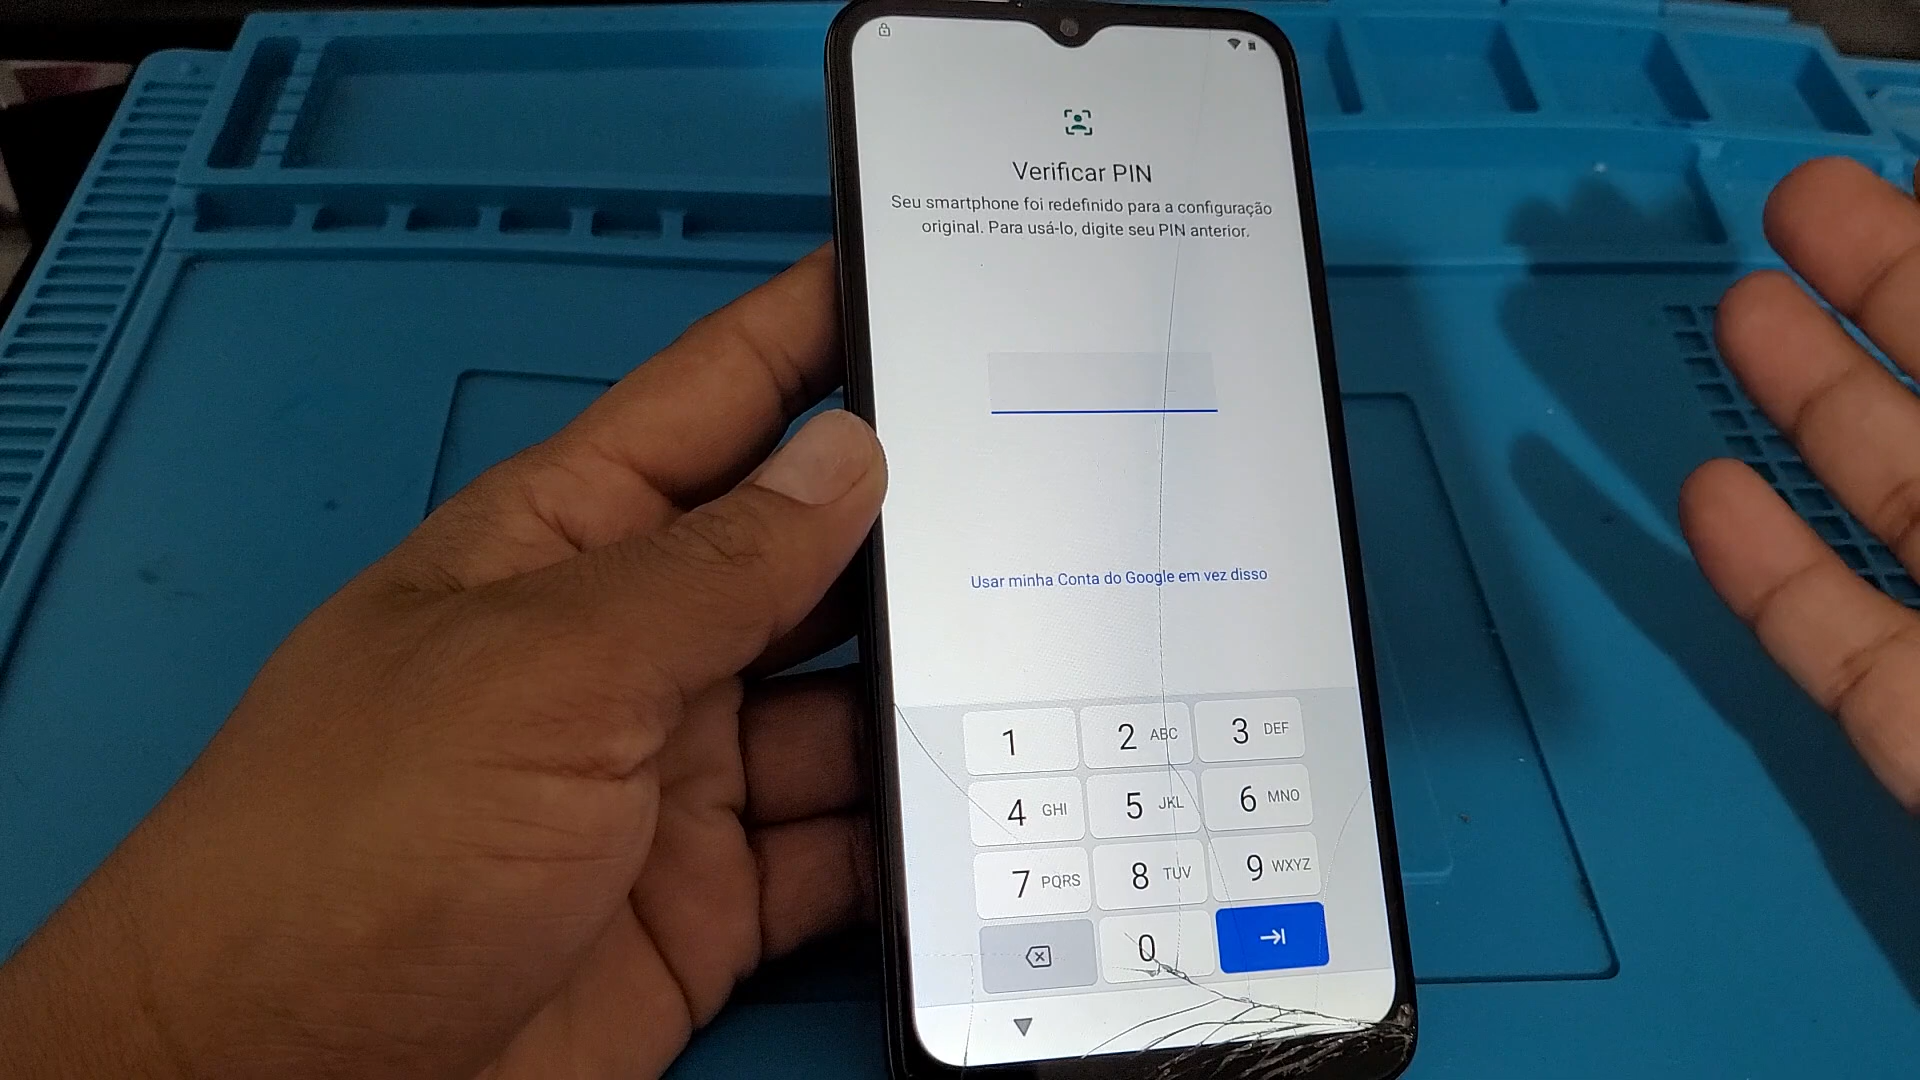 Verificar PIN
Seu smartphone foi redefinido para a configuração
original. Para usá-lo, digite seu PIN anterior.
Usar minha Conta do Google em vez disso
1
2 ABC
3 DEF
4 GHI
5 JKL
6 MNO
7 PQRS
8 TUV
9 WXYZ
0